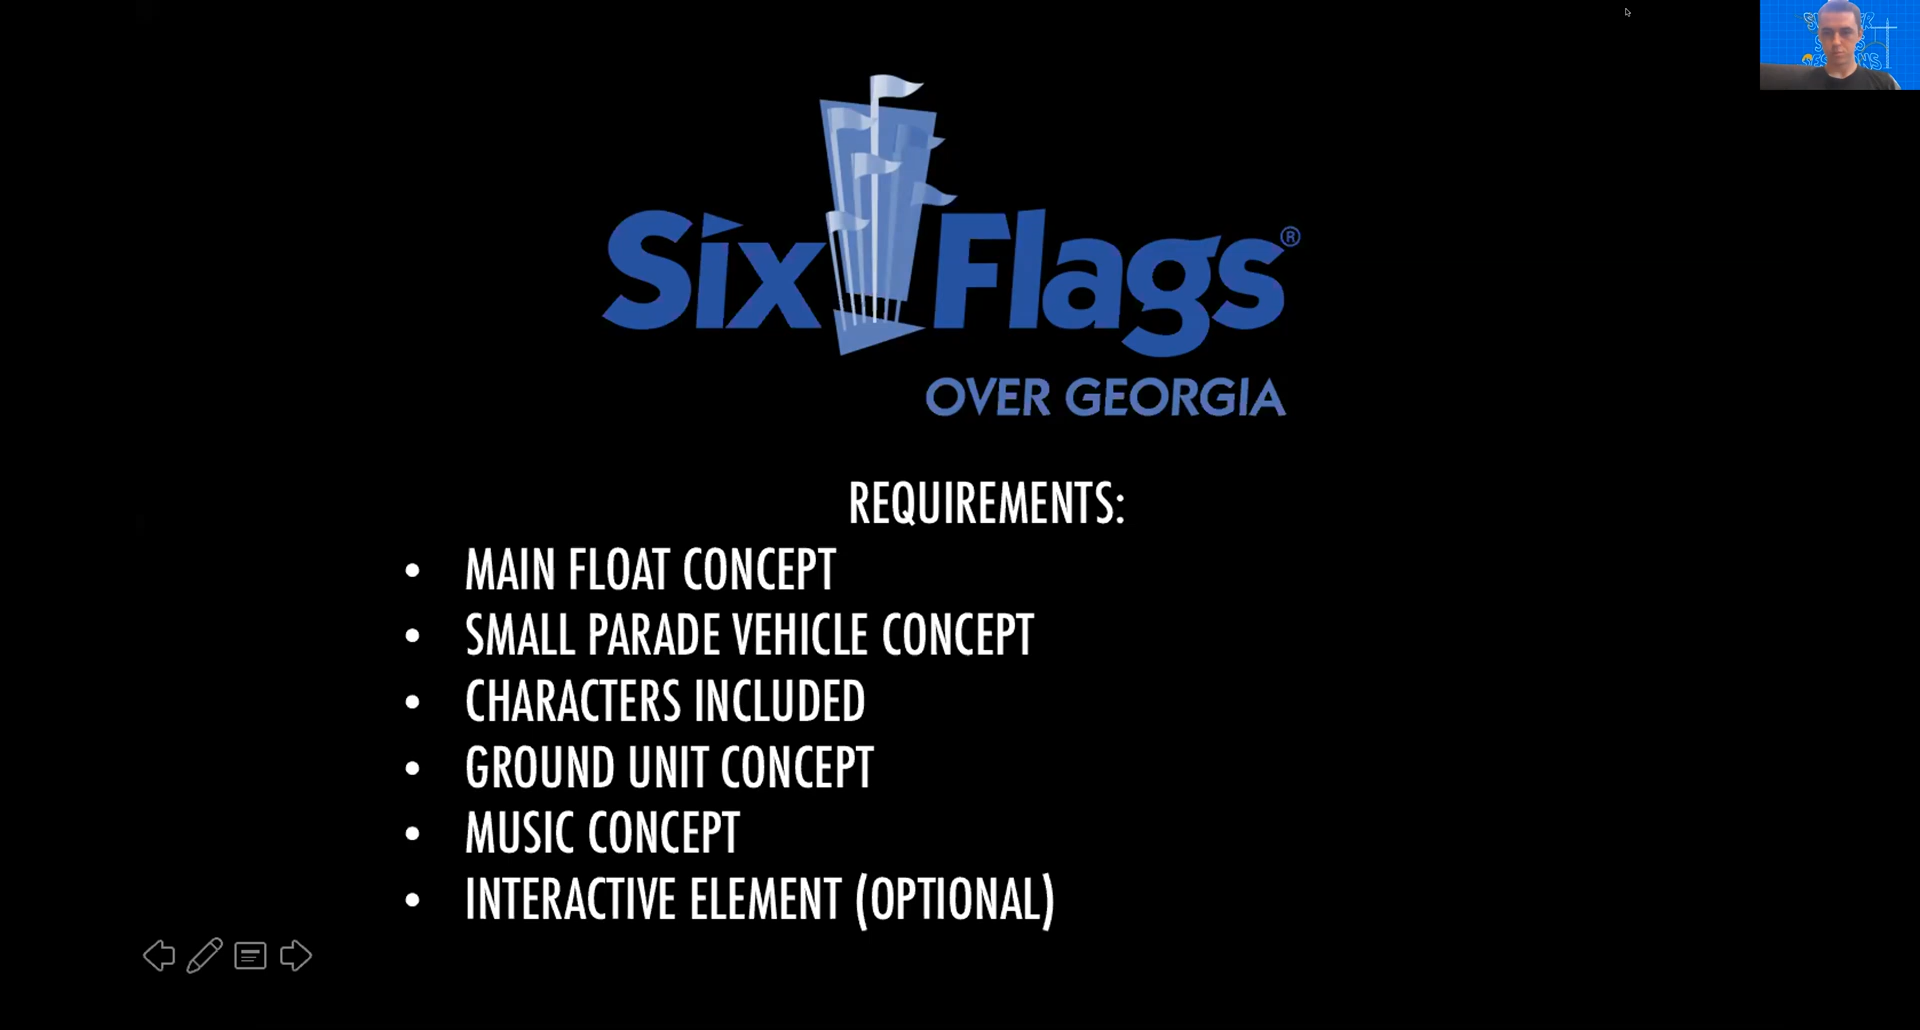 Six Flags®
OVER GEORGIA
REQUIREMENTS:
• MAIN FLOAT CONCEPT
• SMALL PARADE VEHICLE CONCEPT
• CHARACTERS INCLUDED
• GROUND UNIT CONCEPT
• MUSIC CONCEPT
• INTERACTIVE ELEMENT (OPTIONAL)